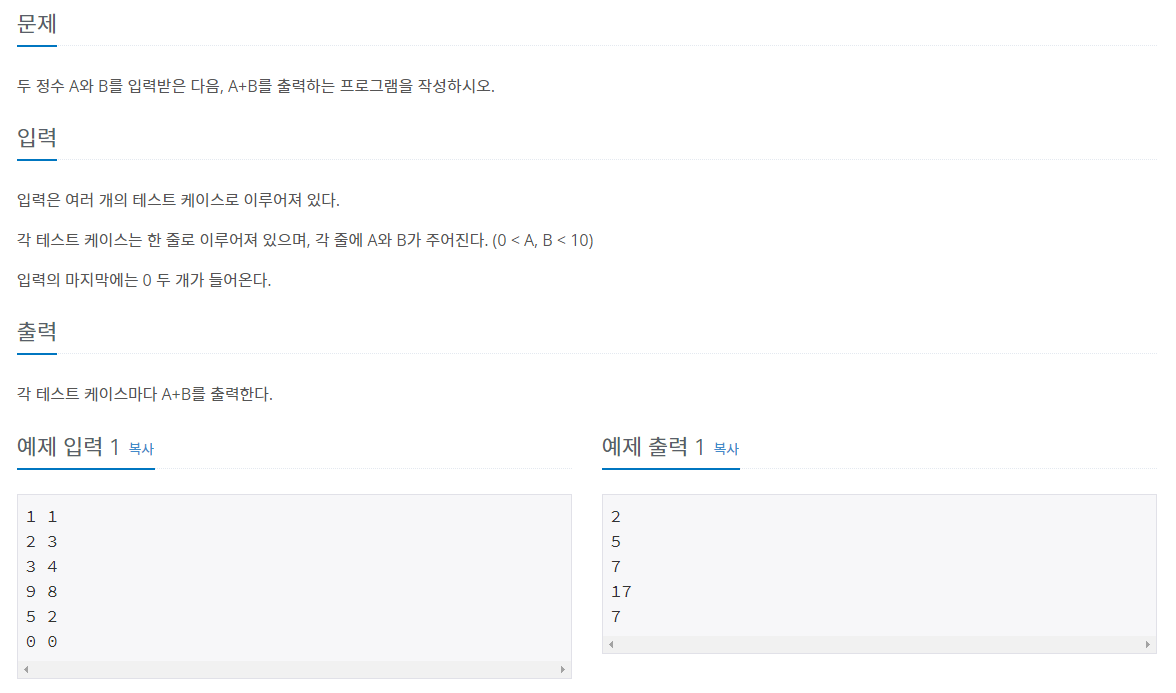 문제
두 정수 A와 B를 입력받은 다음, A+B를 출력하는 프로그램을 작성하시오.
입력
입력은 여러 개의 테스트 케이스로 이루어져 있다.
각 테스트 케이스는 한 줄로 이루어져 있으며, 각 줄에 A와 B가 주어진다. (0 < A, B < 10)
입력의 마지막에는 0 두 개가 들어온다.
출력
각 테스트 케이스마다 A+B를 출력한다.
예제 입력 1 복사
1 1
2 3
3 4
9 8
5 2
0 0
예제 출력 1 복사
2
5
7
17
7